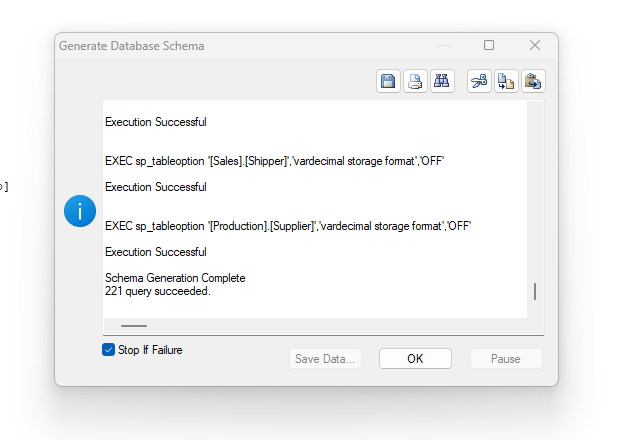 Generate Database Schema
Execution Successful
EXEC sp_tableoption '[Sales].[Shipper]','vardecimal storage format','OFF'
Execution Successful
EXEC sp_tableoption '[Production].[Supplier]','vardecimal storage format','OFF'
Execution Successful
Schema Generation Complete
221 query succeeded.
Stop If Failure
Save Data...
OK
Pause